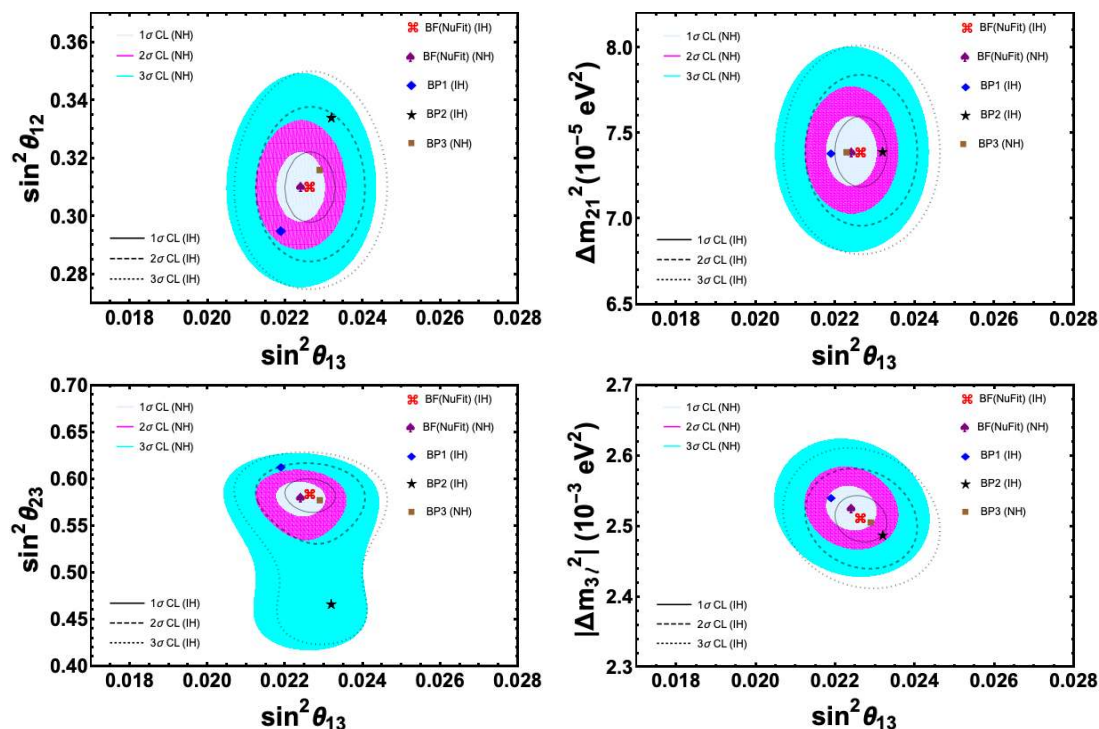 sin²θ₁₂
0.36
0.34
0.32
0.30
0.28
1σ CL (NH)
2σ CL (NH)
3σ CL (NH)
BF(NuFit) (IH)
BF(NuFit) (NH)
BP1 (IH)
BP2 (IH)
BP3 (NH)
1σ CL (IH)
2σ CL (IH)
3σ CL (IH)
0.018 0.020 0.022 0.024 0.026 0.028
sin²θ₁₃
Δm₂₁²(10⁻⁵ eV²)
8.0
7.5
7.0
6.5
1σ CL (NH)
2σ CL (NH)
3σ CL (NH)
BF(NuFit) (IH)
BF(NuFit) (NH)
BP1 (IH)
BP2 (IH)
BP3 (NH)
1σ CL (IH)
2σ CL (IH)
3σ CL (IH)
0.018 0.020 0.022 0.024 0.026 0.028
sin²θ₁₃
sin²θ₂₃
0.70
0.65
0.60
0.55
0.50
0.45
0.40
1σ CL (NH)
2σ CL (NH)
3σ CL (NH)
BF(NuFit) (IH)
BF(NuFit) (NH)
BP1 (IH)
BP2 (IH)
BP3 (NH)
1σ CL (IH)
2σ CL (IH)
3σ CL (IH)
0.018 0.020 0.022 0.024 0.026 0.028
sin²θ₁₃
|Δm₃ₗ²| (10⁻³ eV²)
2.7
2.6
2.5
2.4
2.3
1σ CL (NH)
2σ CL (NH)
3σ CL (NH)
BF(NuFit) (IH)
BF(NuFit) (NH)
BP1 (IH)
BP2 (IH)
BP3 (NH)
1σ CL (IH)
2σ CL (IH)
3σ CL (IH)
0.018 0.020 0.022 0.024 0.026 0.028
sin²θ₁₃